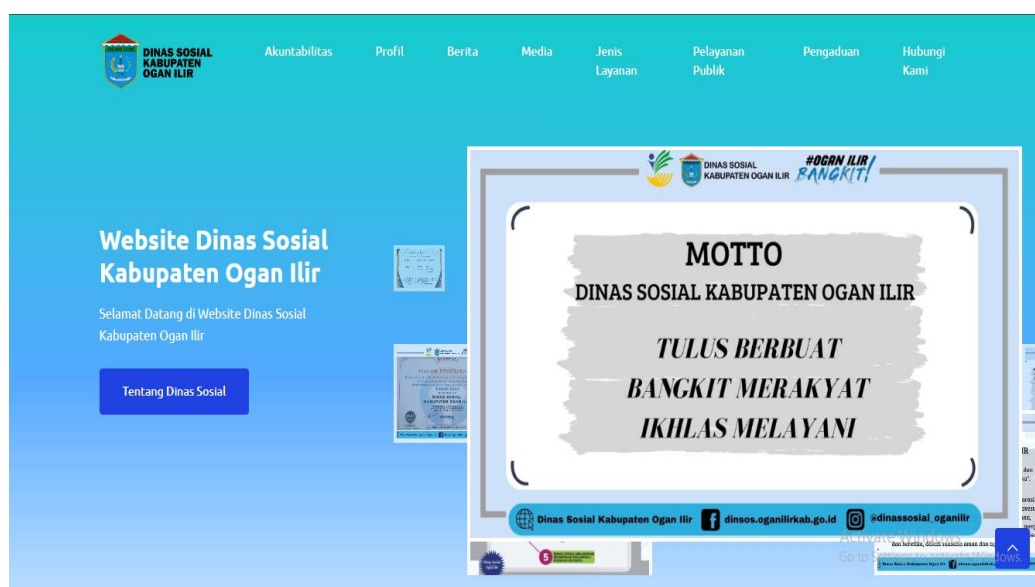 DINAS SOSIAL
KABUPATEN
OGAN ILIR
Akuntabilitas
Profil
Berita
Media
Jenis
Layanan
Pelayanan
Publik
Pengaduan
Hubungi
Kami
Website Dinas Sosial
Kabupaten Ogan Ilir
Selamat Datang di Website Dinas Sosial
Kabupaten Ogan Ilir
Tentang Dinas Sosial
DINAS SOSIAL
KABUPATEN OGAN ILIR
#OGAN ILIR
BANGKIT!
MOTTO
DINAS SOSIAL KABUPATEN OGAN ILIR
TULUS BERBUAT
BANGKIT MERAKYAT
IKHLAS MELAYANI
Dinas Sosial Kabupaten Ogan Ilir
dinsos.oganilirkab.go.id
@dinassosial_oganilir
5
Activate Windows
Go to Settings to activate Windows.